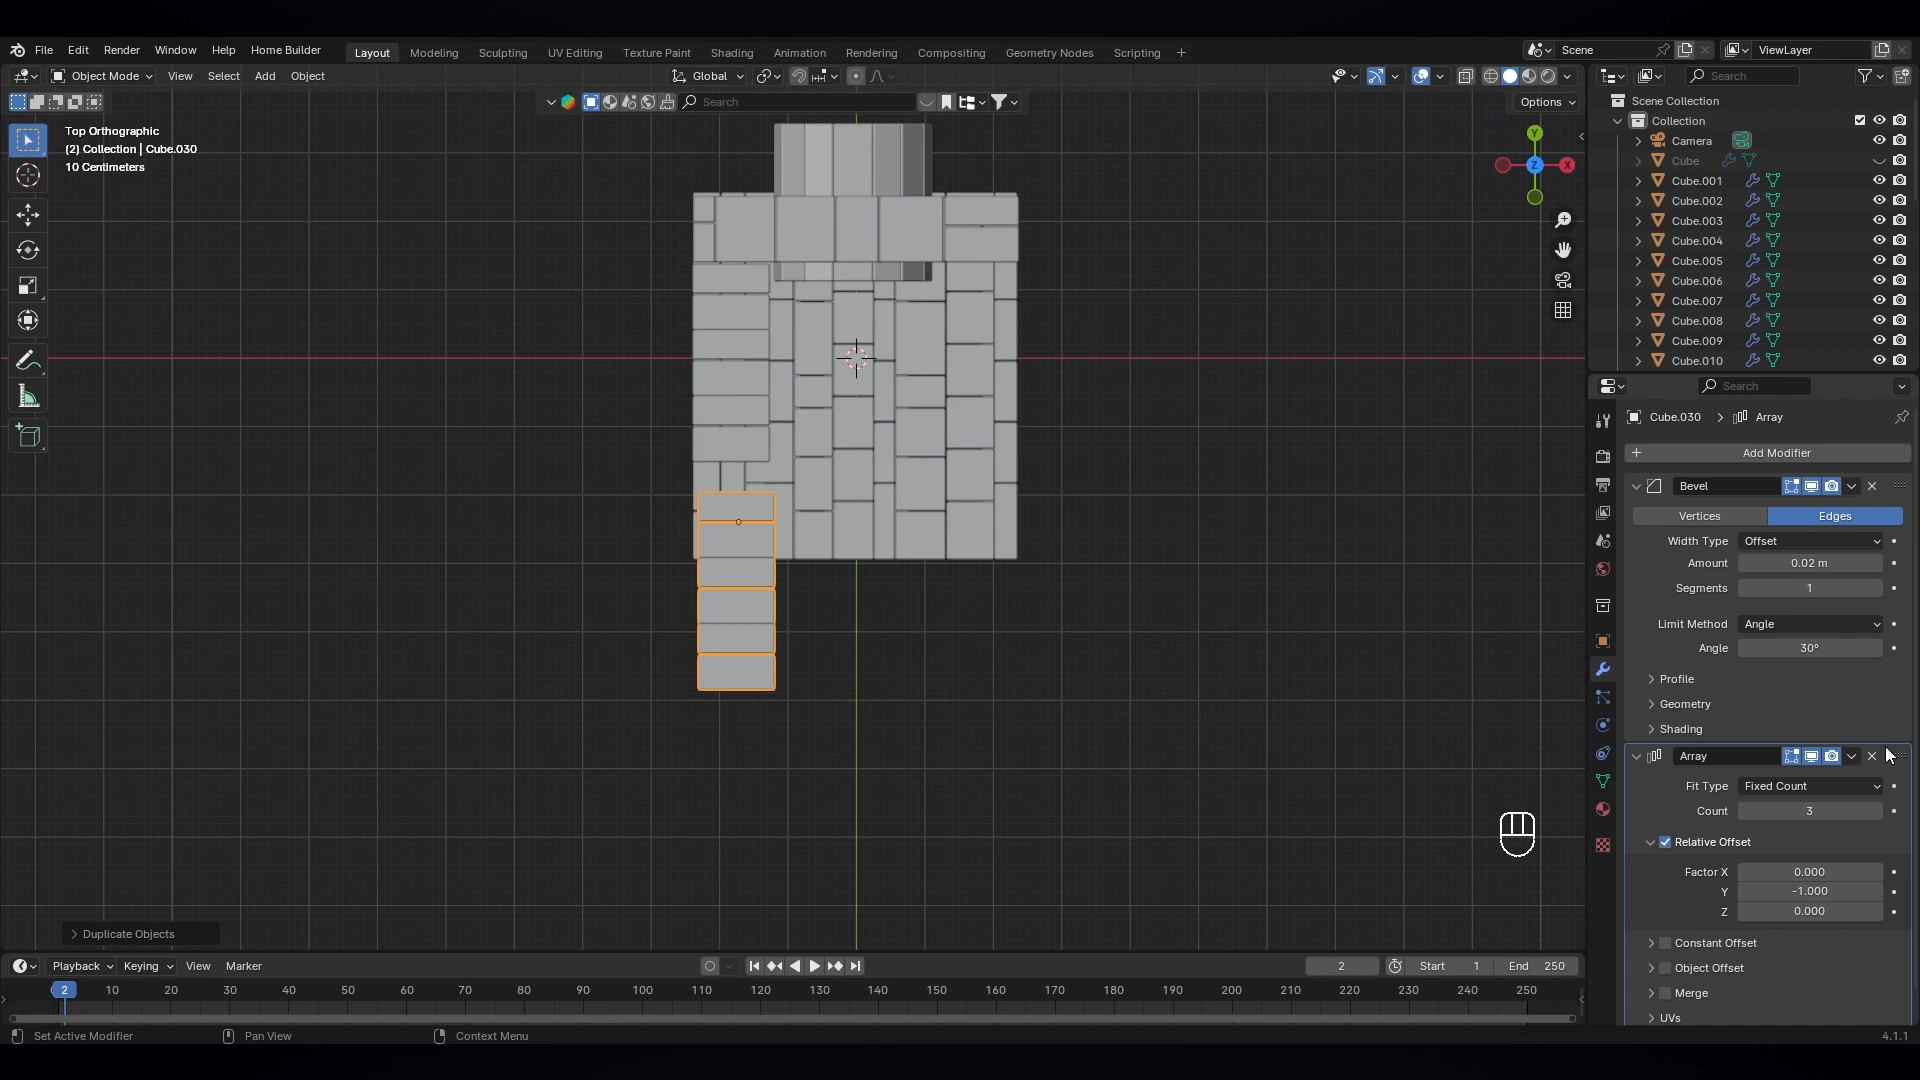 File Edit Render Window Help Home Builder Layout Modeling Sculpting UV Editing Texture Paint Shading Animation Rendering Compositing Geometry Nodes Scripting + Scene ViewLayer
Object Mode View Select Add Object Global Search
Search Options
Top Orthographic
(2) Collection | Cube.030
10 Centimeters
Y
Z X
Scene Collection
Collection
Camera
Cube
Cube.001
Cube.002
Cube.003
Cube.004
Cube.005
Cube.006
Cube.007
Cube.008
Cube.009
Cube.010
Search
Cube.030 > Array
+ Add Modifier
Bevel
Vertices Edges
Width Type Offset
Amount 0.02 m
Segments 1
Limit Method Angle
Angle 30°
Profile
Geometry
Shading
Array
Fit Type Fixed Count
Count 3
Relative Offset
Factor X 0.000
Y -1.000
Z 0.000
Constant Offset
Object Offset
Merge
UVs
Duplicate Objects
Playback Keying View Marker 2 Start 1 End 250
2 10 20 30 40 50 60 70 80 90 100 110 120 130 140 150 160 170 180 190 200 210 220 230 240 250
Set Active Modifier Pan View Context Menu 4.1.1